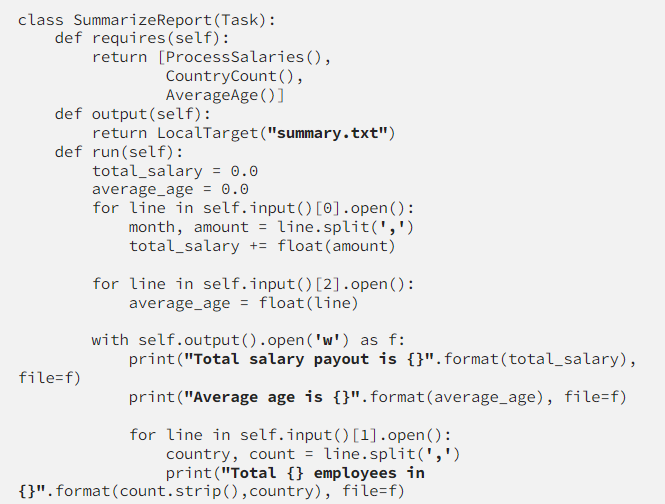 class SummarizeReport(Task):
    def requires(self):
        return [ProcessSalaries(),
                CountryCount(),
                AverageAge()]
    def output(self):
        return LocalTarget("summary.txt")
    def run(self):
        total_salary = 0.0
        average_age = 0.0
        for line in self.input()[0].open():
            month, amount = line.split(',')
            total_salary += float(amount)

        for line in self.input()[2].open():
            average_age = float(line)

        with self.output().open('w') as f:
            print("Total salary payout is {}".format(total_salary),
file=f)
            print("Average age is {}".format(average_age), file=f)

            for line in self.input()[1].open():
                country, count = line.split(',')
                print("Total {} employees in
{}".format(count.strip(),country), file=f)